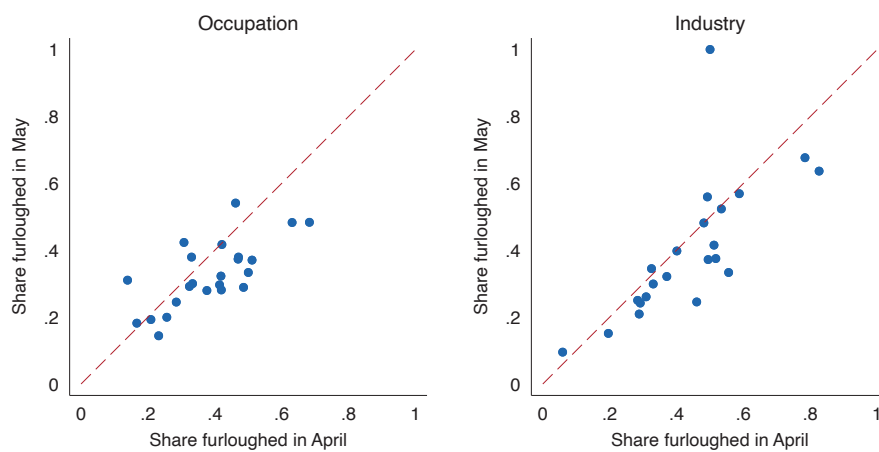 Occupation
Share furloughed in May
1
.8
.6
.4
.2
0
0 .2 .4 .6 .8 1
Share furloughed in April
Industry
Share furloughed in May
1
.8
.6
.4
.2
0
0 .2 .4 .6 .8 1
Share furloughed in April